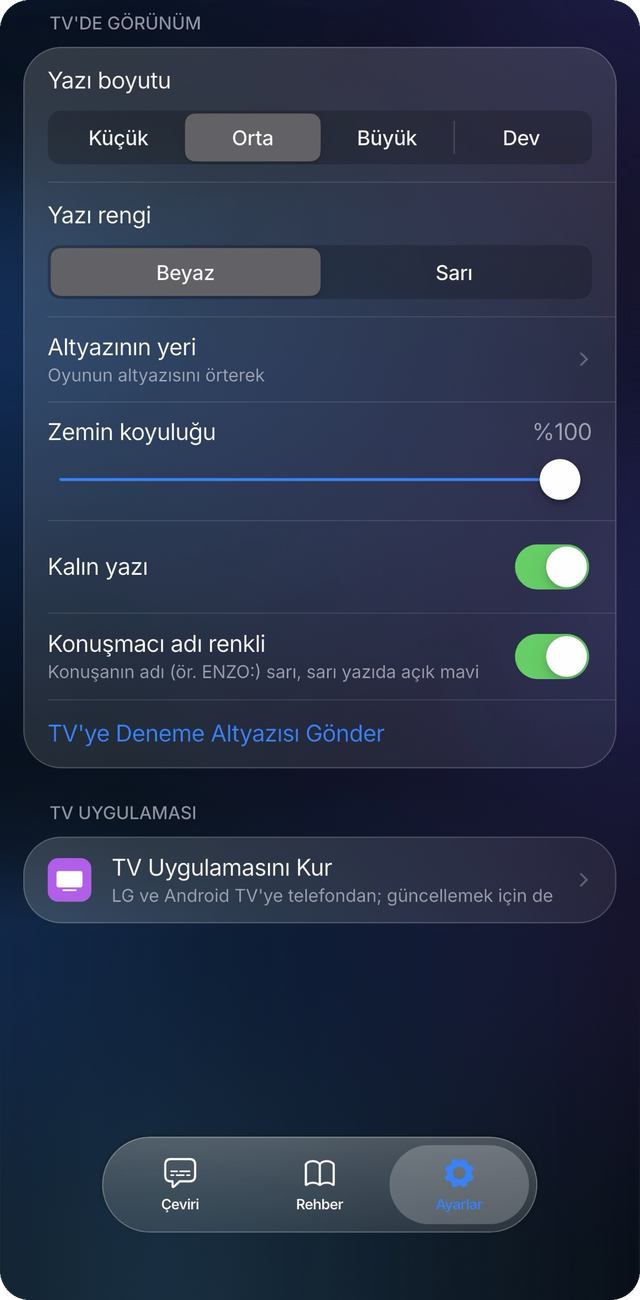 TV'DE GÖRÜNÜM
Yazı boyutu
Küçük Orta Büyük Dev
Yazı rengi
Beyaz Sarı
Altyazının yeri
Oyunun altyazısını örterek
Zemin koyuluğu %100
Kalın yazı
Konuşmacı adı renkli
Konuşanın adı (ör. ENZO:) sarı, sarı yazıda açık mavi
TV'ye Deneme Altyazısı Gönder
TV UYGULAMASI
TV Uygulamasını Kur
LG ve Android TV'ye telefondan; güncellemek için de
Çeviri Rehber Ayarlar